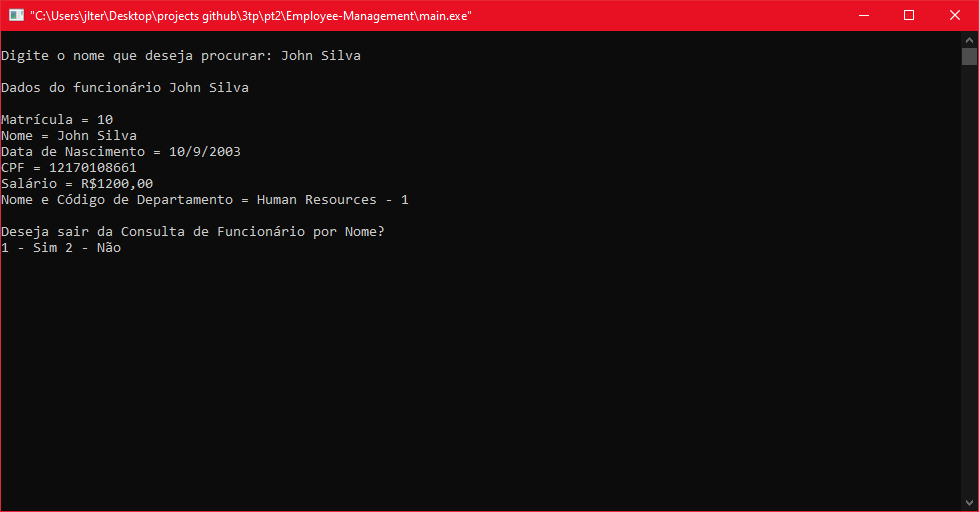 "C:\Users\jlter\Desktop\projects github\3tp\pt2\Employee-Management\main.exe"
Digite o nome que deseja procurar: John Silva
Dados do funcionário John Silva
Matrícula = 10
Nome = John Silva
Data de Nascimento = 10/9/2003
CPF = 12170108661
Salário = R$1200,00
Nome e Código de Departamento = Human Resources - 1
Deseja sair da Consulta de Funcionário por Nome?
1 - Sim 2 - Não